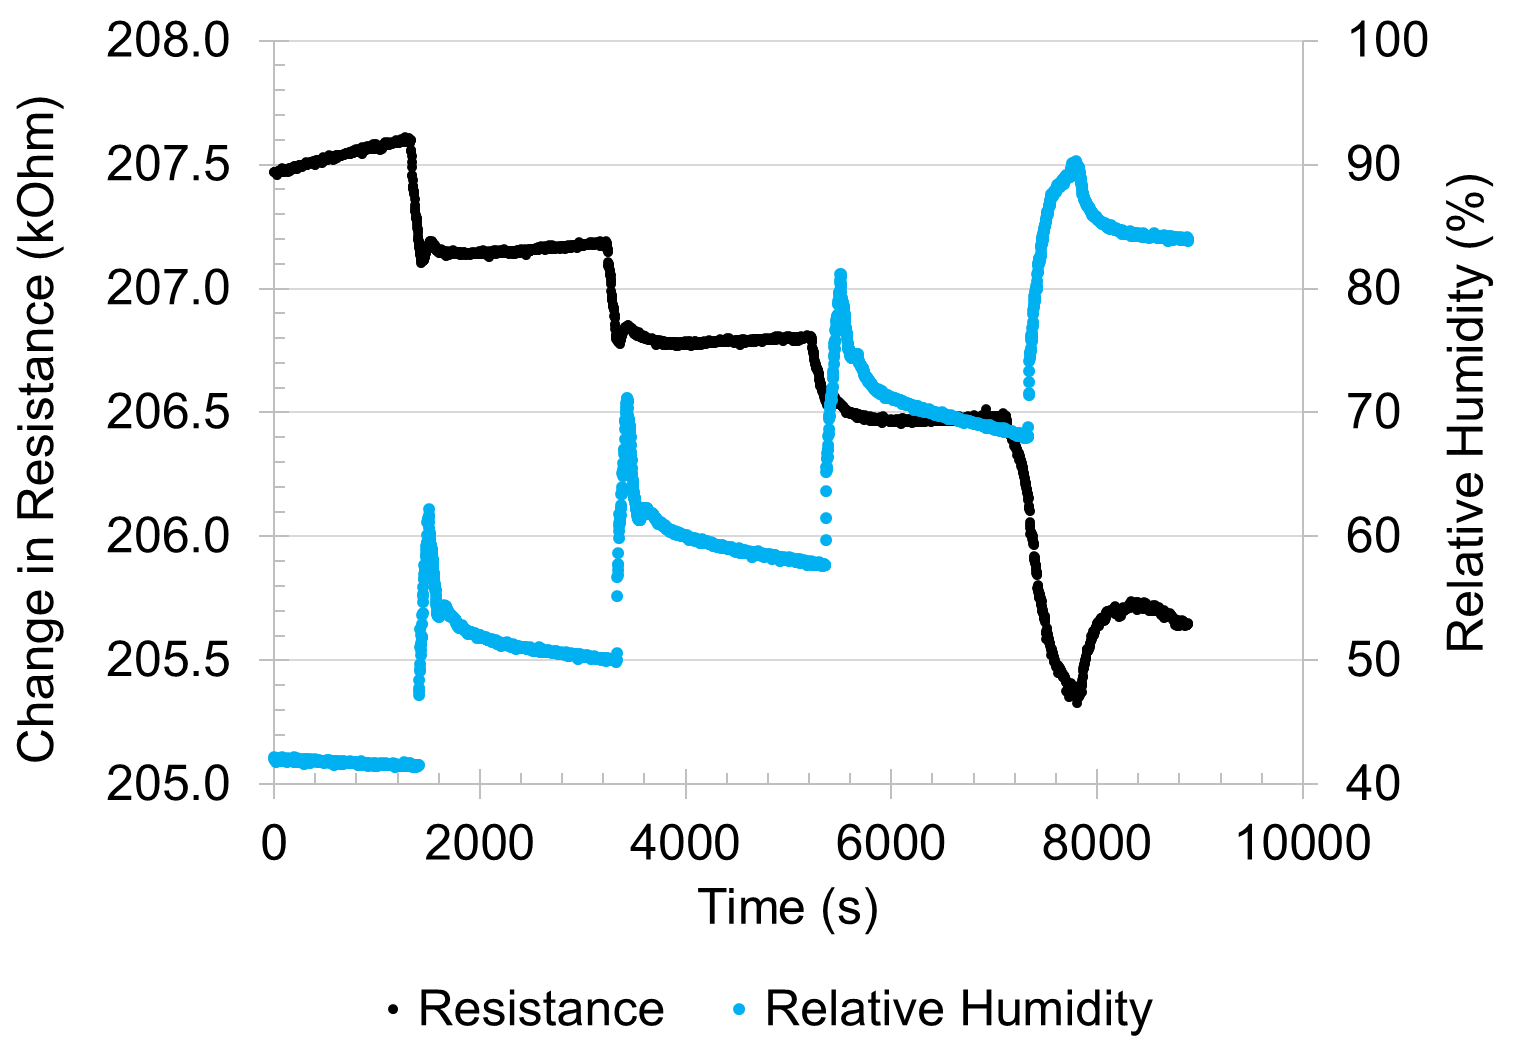 Change in Resistance (kOhm)
208.0
207.5
207.0
206.5
206.0
205.5
205.0
100
90
80
70
60
50
40
Relative Humidity (%)
0 2000 4000 6000 8000 10000
Time (s)
Resistance Relative Humidity